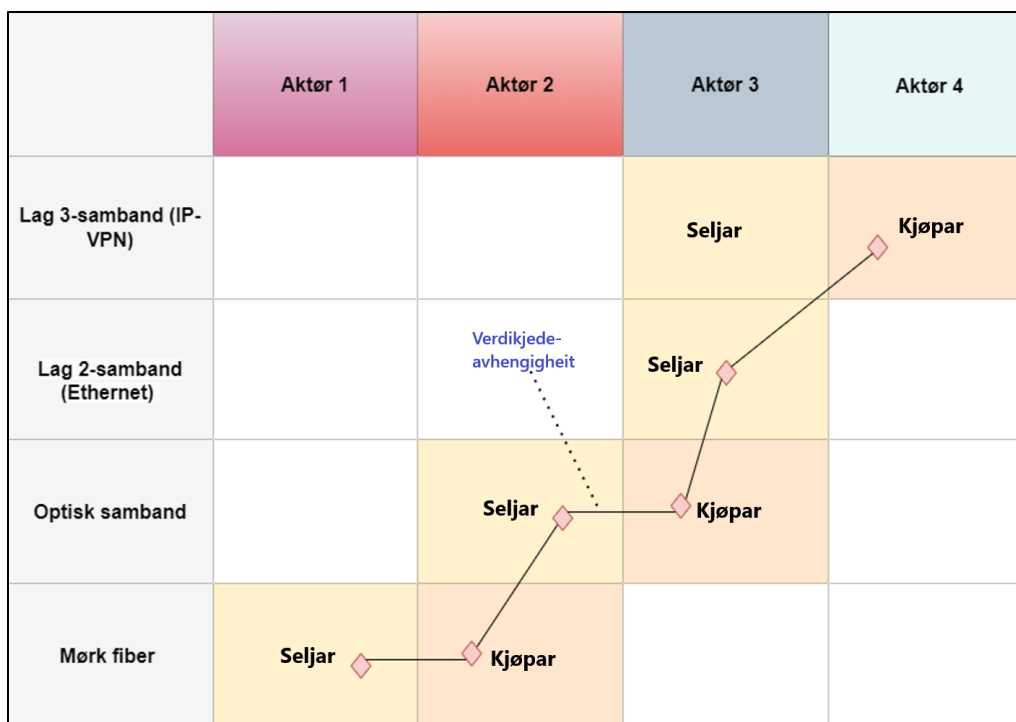 Aktør 1
Aktør 2
Aktør 3
Aktør 4
Lag 3-samband (IP-
VPN)
Seljar
Kjøpar
Lag 2-samband
(Ethernet)
Verdikjede-
avhengigheit
Seljar
Optisk samband
Seljar
Kjøpar
Mørk fiber
Seljar
Kjøpar